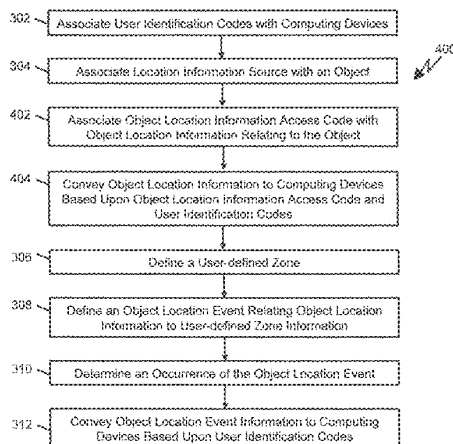 302
Associate User Identification Codes with Computing Devices
400
304
Associate Location Information Source with an Object
402
Associate Object Location Information Access Code with
Object Location Information Relating to the Object
404
Convey Object Location Information to Computing Devices
Based Upon Object Location Information Access Code and
User Identification Codes
306
Define a User-defined Zone
308
Define an Object Location Event Relating Object Location
Information to User-defined Zone Information
310
Determine an Occurrence of the Object Location Event
312
Convey Object Location Event Information to Computing
Devices Based Upon User Identification Codes